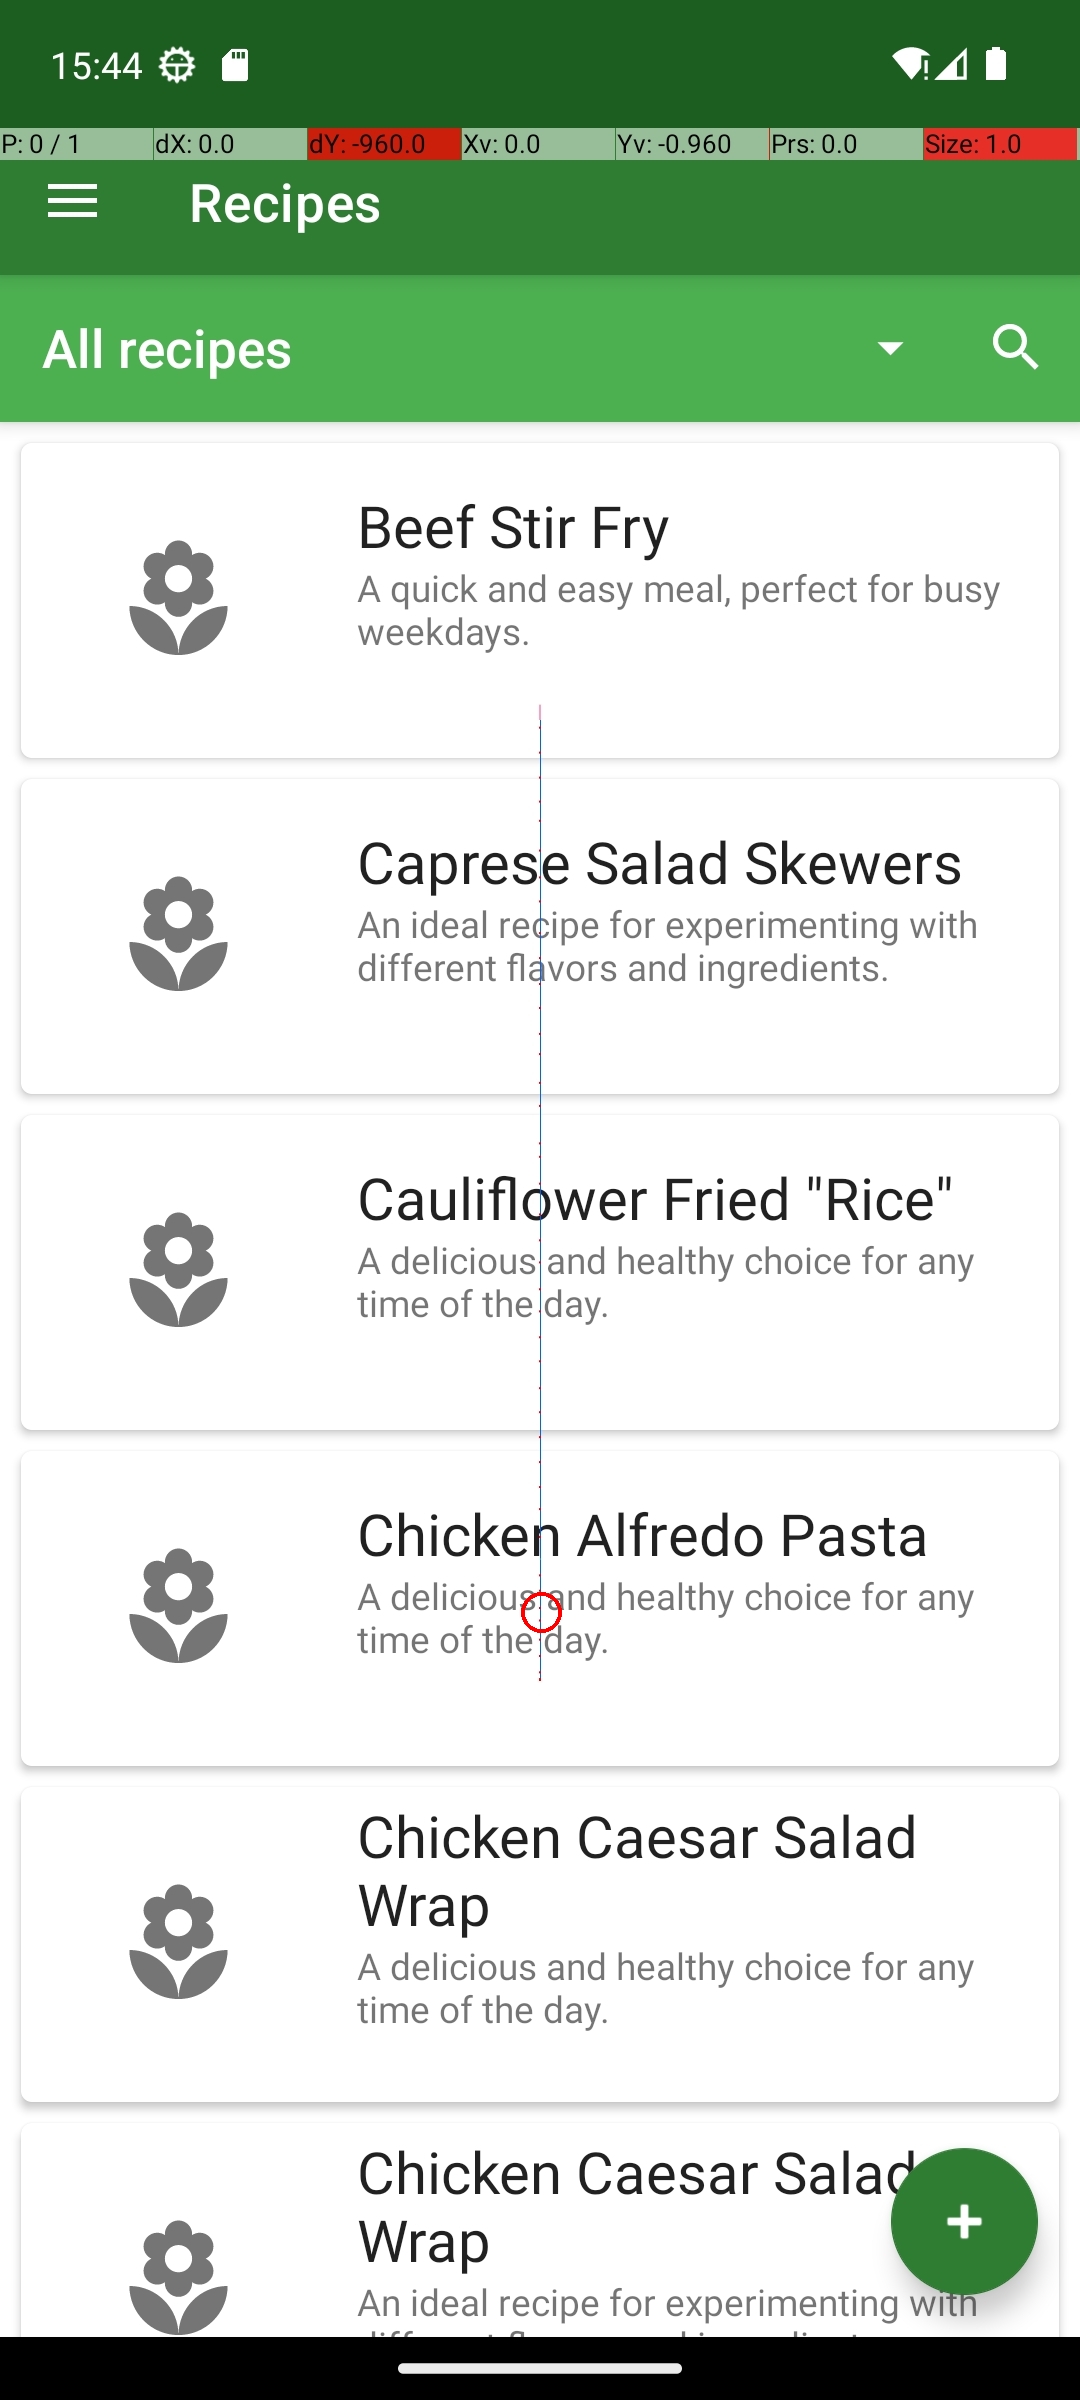 15:44
P: 0 / 1 dX: 0.0 dY: -960.0 Xv: 0.0 Yv: -0.960 Prs: 0.0 Size: 1.0
Recipes
All recipes
Beef Stir Fry
A quick and easy meal, perfect for busy
weekdays.
Caprese Salad Skewers
An ideal recipe for experimenting with
different flavors and ingredients.
Cauliflower Fried "Rice"
A delicious and healthy choice for any
time of the day.
Chicken Alfredo Pasta
A delicious and healthy choice for any
time of the day.
Chicken Caesar Salad
Wrap
A delicious and healthy choice for any
time of the day.
Chicken Caesar Salad
Wrap
An ideal recipe for experimenting with